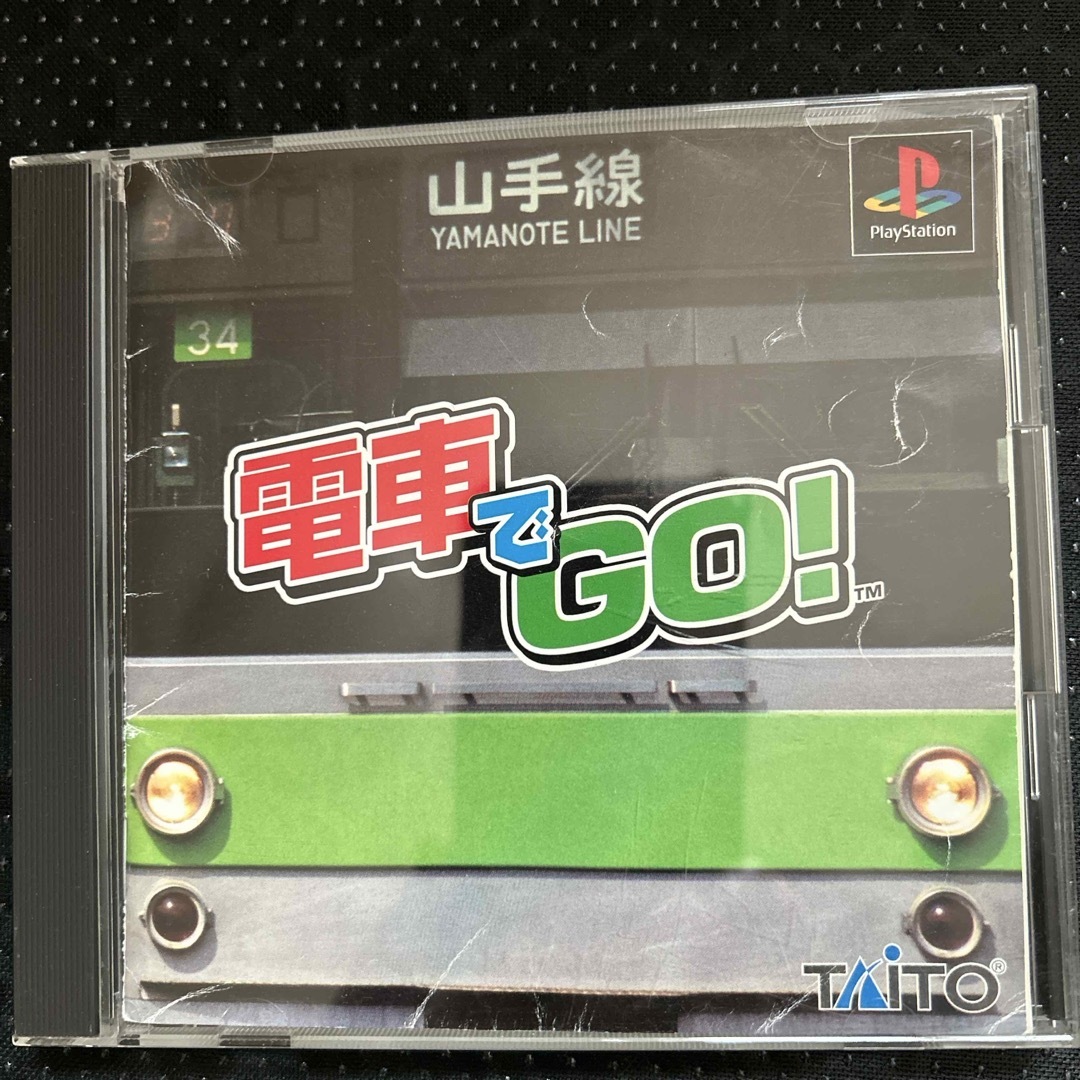 山手線
YAMANOTE LINE
PlayStation
34
電車でGO!
TM
TAITO®